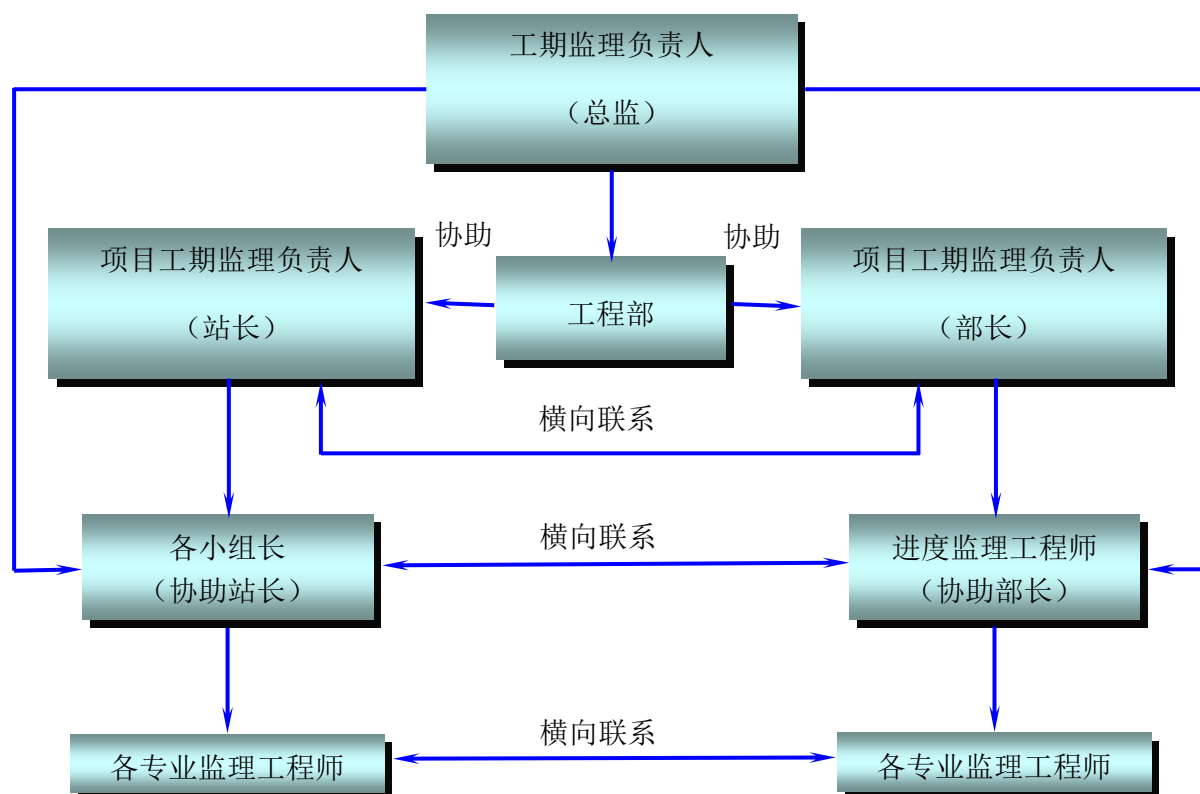 工期监理负责人
（总监）
协助
协助
项目工期监理负责人
（站长）
工程部
项目工期监理负责人
（部长）
横向联系
各小组长
（协助站长）
横向联系
进度监理工程师
（协助部长）
横向联系
各专业监理工程师
各专业监理工程师